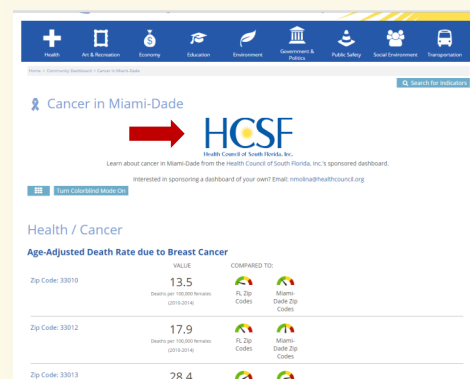 Health
Art & Recreation
Economy
Education
Environment
Government &
Politics
Public Safety
Social Environment
Transportation
Home > Community Dashboard > Cancer in Miami-Dade
Search for Indicators
Cancer in Miami-Dade
HCSF
Health Council of South Florida, Inc.
Learn about cancer in Miami-Dade from the Health Council of South Florida, Inc.'s sponsored dashboard.
Interested in sponsoring a dashboard of your own? Email: nmolina@healthcouncil.org
Turn Colorblind Mode On
Health / Cancer
Age-Adjusted Death Rate due to Breast Cancer
VALUE
COMPARED TO:
Zip Code: 33010
13.5
Deaths per 100,000 females
(2010-2014)
FL Zip
Codes
Miami-
Dade Zip
Codes
Zip Code: 33012
17.9
Deaths per 100,000 females
(2010-2014)
FL Zip
Codes
Miami-
Dade Zip
Codes
Zip Code: 33013
28.4